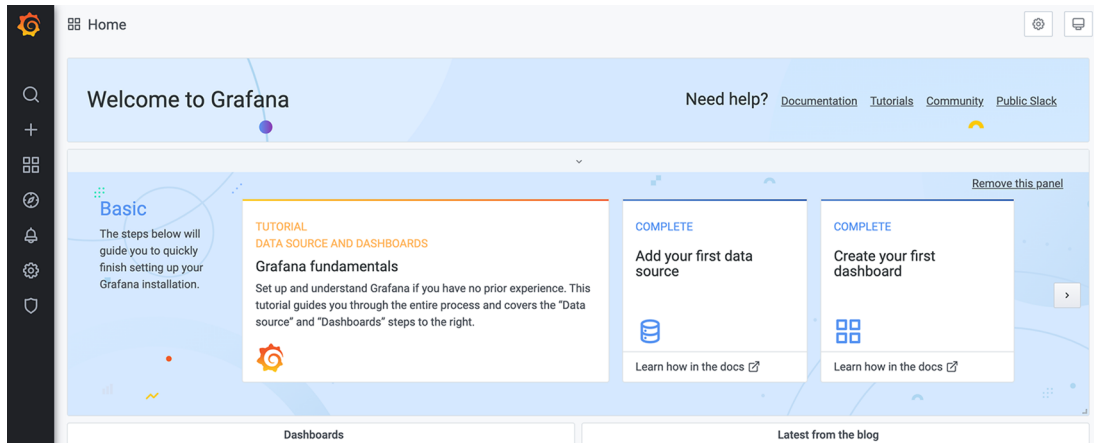 Home
Welcome to Grafana
Need help? Documentation Tutorials Community Public Slack
Remove this panel
Basic
The steps below will
guide you to quickly
finish setting up your
Grafana installation.
TUTORIAL
DATA SOURCE AND DASHBOARDS
Grafana fundamentals
Set up and understand Grafana if you have no prior experience. This
tutorial guides you through the entire process and covers the “Data
source” and “Dashboards” steps to the right.
COMPLETE
Add your first data
source
Learn how in the docs
COMPLETE
Create your first
dashboard
Learn how in the docs
Dashboards
Latest from the blog